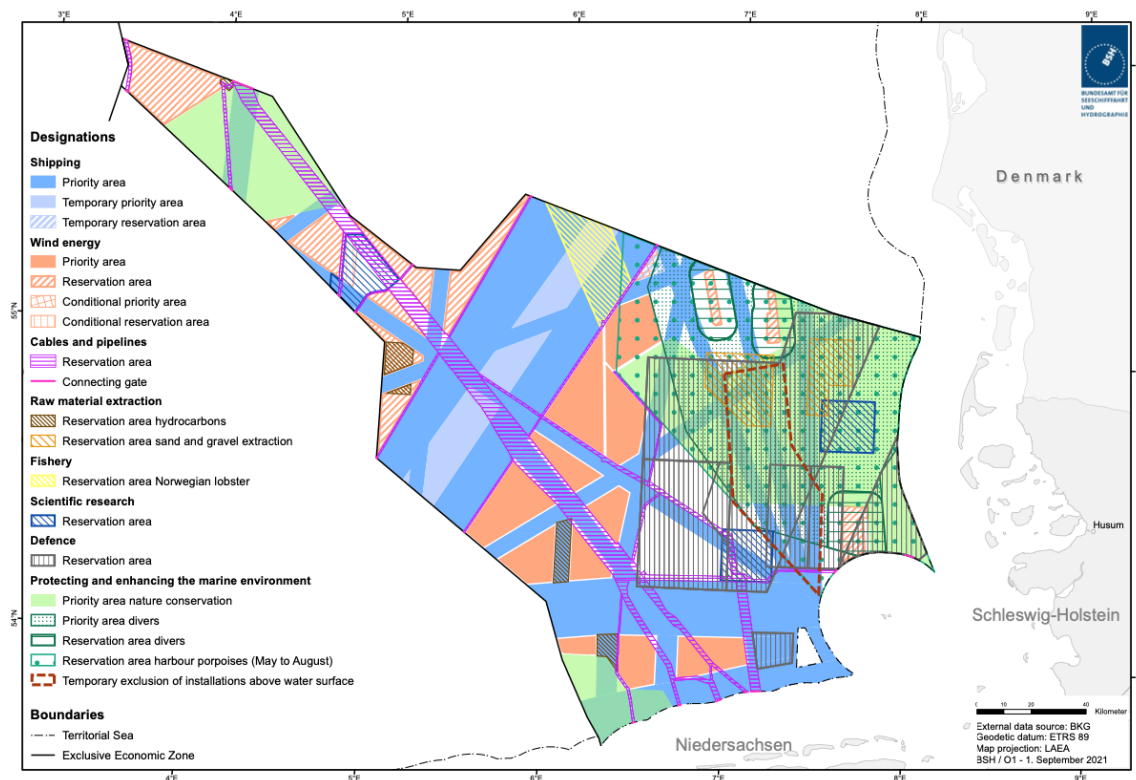 3°E 4°E 5°E 6°E 7°E 8°E 9°E
BSH
BUNDESAMT FÜR
SEESCHIFFFAHRT
UND
HYDROGRAPHIE
Designations
Shipping
Priority area
Temporary priority area
Temporary reservation area
Wind energy
Priority area
Reservation area
Conditional priority area
Conditional reservation area
Cables and pipelines
Reservation area
Connecting gate
Raw material extraction
Reservation area hydrocarbons
Reservation area sand and gravel extraction
Fishery
Reservation area Norwegian lobster
Scientific research
Reservation area
Defence
Reservation area
Protecting and enhancing the marine environment
Priority area nature conservation
Priority area divers
Reservation area divers
Reservation area harbour porpoises (May to August)
Temporary exclusion of installations above water surface
Boundaries
Territorial Sea
Exclusive Economic Zone
55°N
54°N
Denmark
Husum
Schleswig-Holstein
Niedersachsen
0 10 20 40 Kilometer
External data source: BKG
Geodetic datum: ETRS 89
Map projection: LAEA
BSH / O1 - 1. September 2021
4°E 5°E 6°E 7°E 8°E 9°E